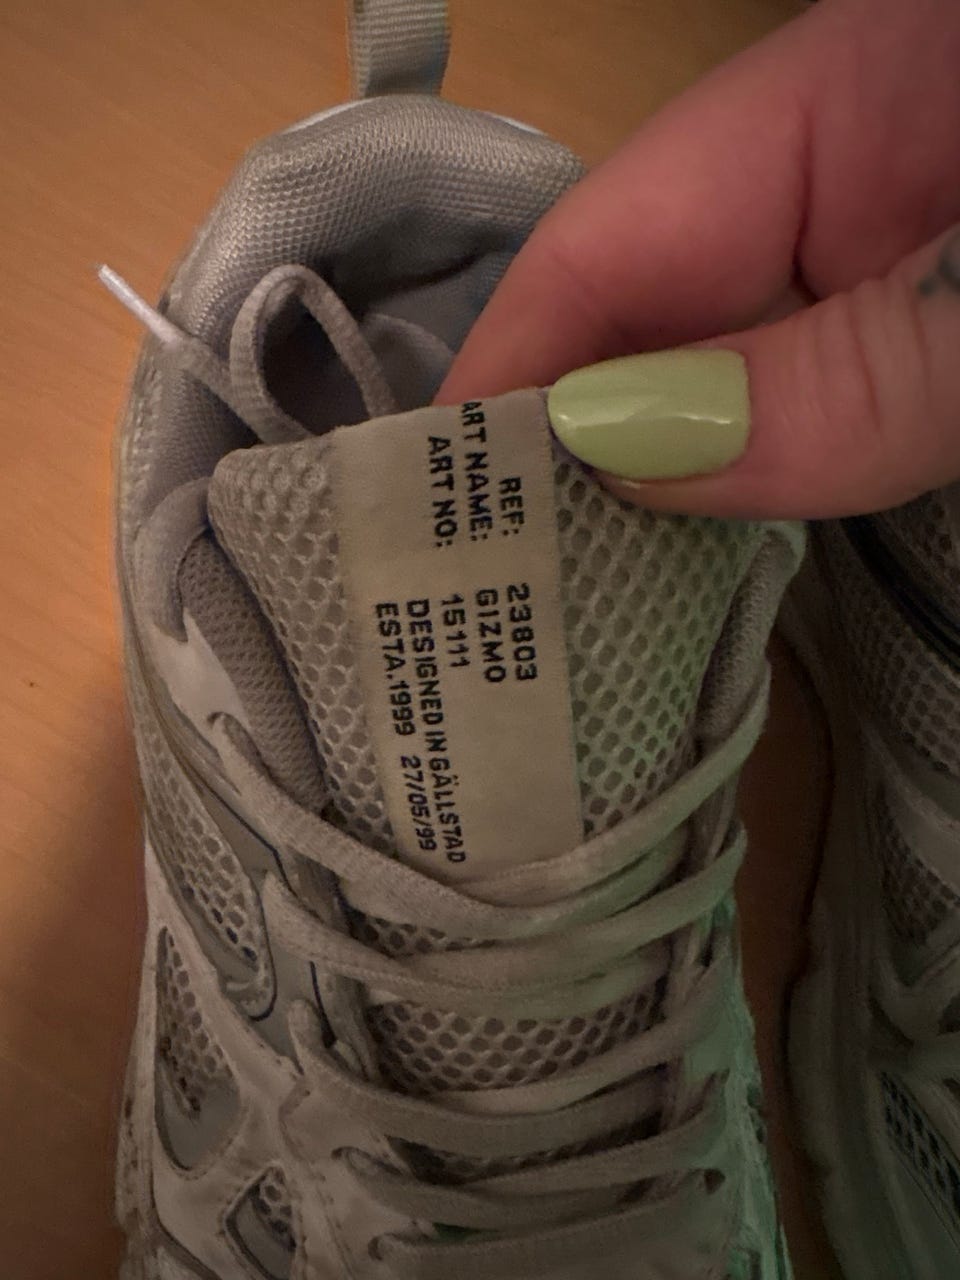 REF: 23803
ART NAME: GIZMO
ART NO: 15111
DESIGNED IN GÄLLSTAD
ESTA.1999 27/05/99